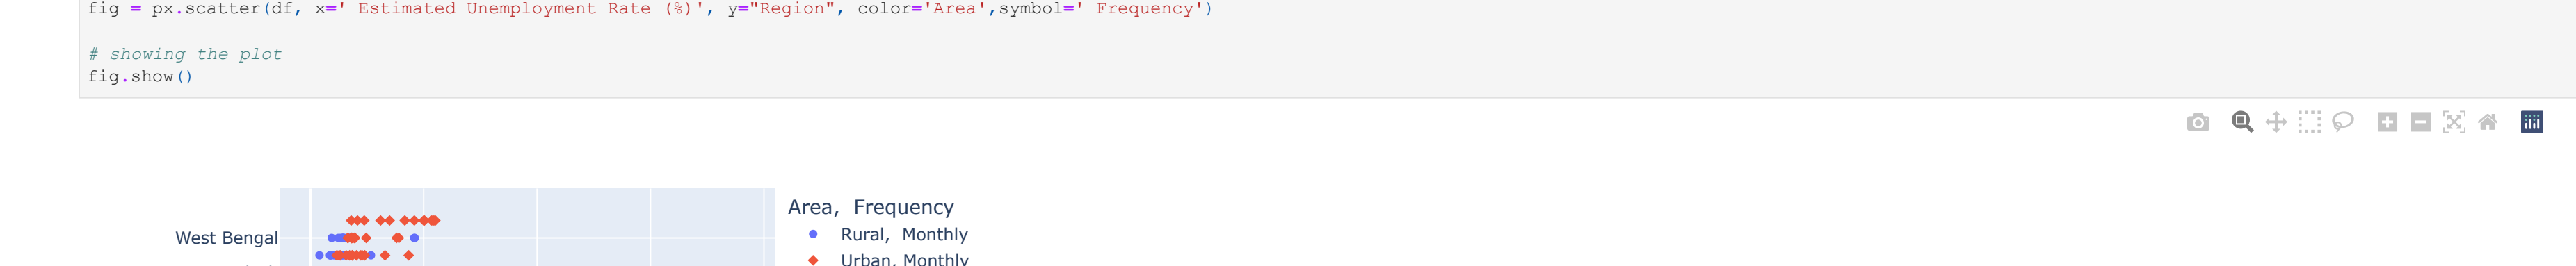 fig = px.scatter(df, x=' Estimated Unemployment Rate (%)', y="Region", color='Area',symbol=' Frequency')
# showing the plot
fig.show()
Area,  Frequency
West Bengal
Rural,  Monthly
Urban, Monthly